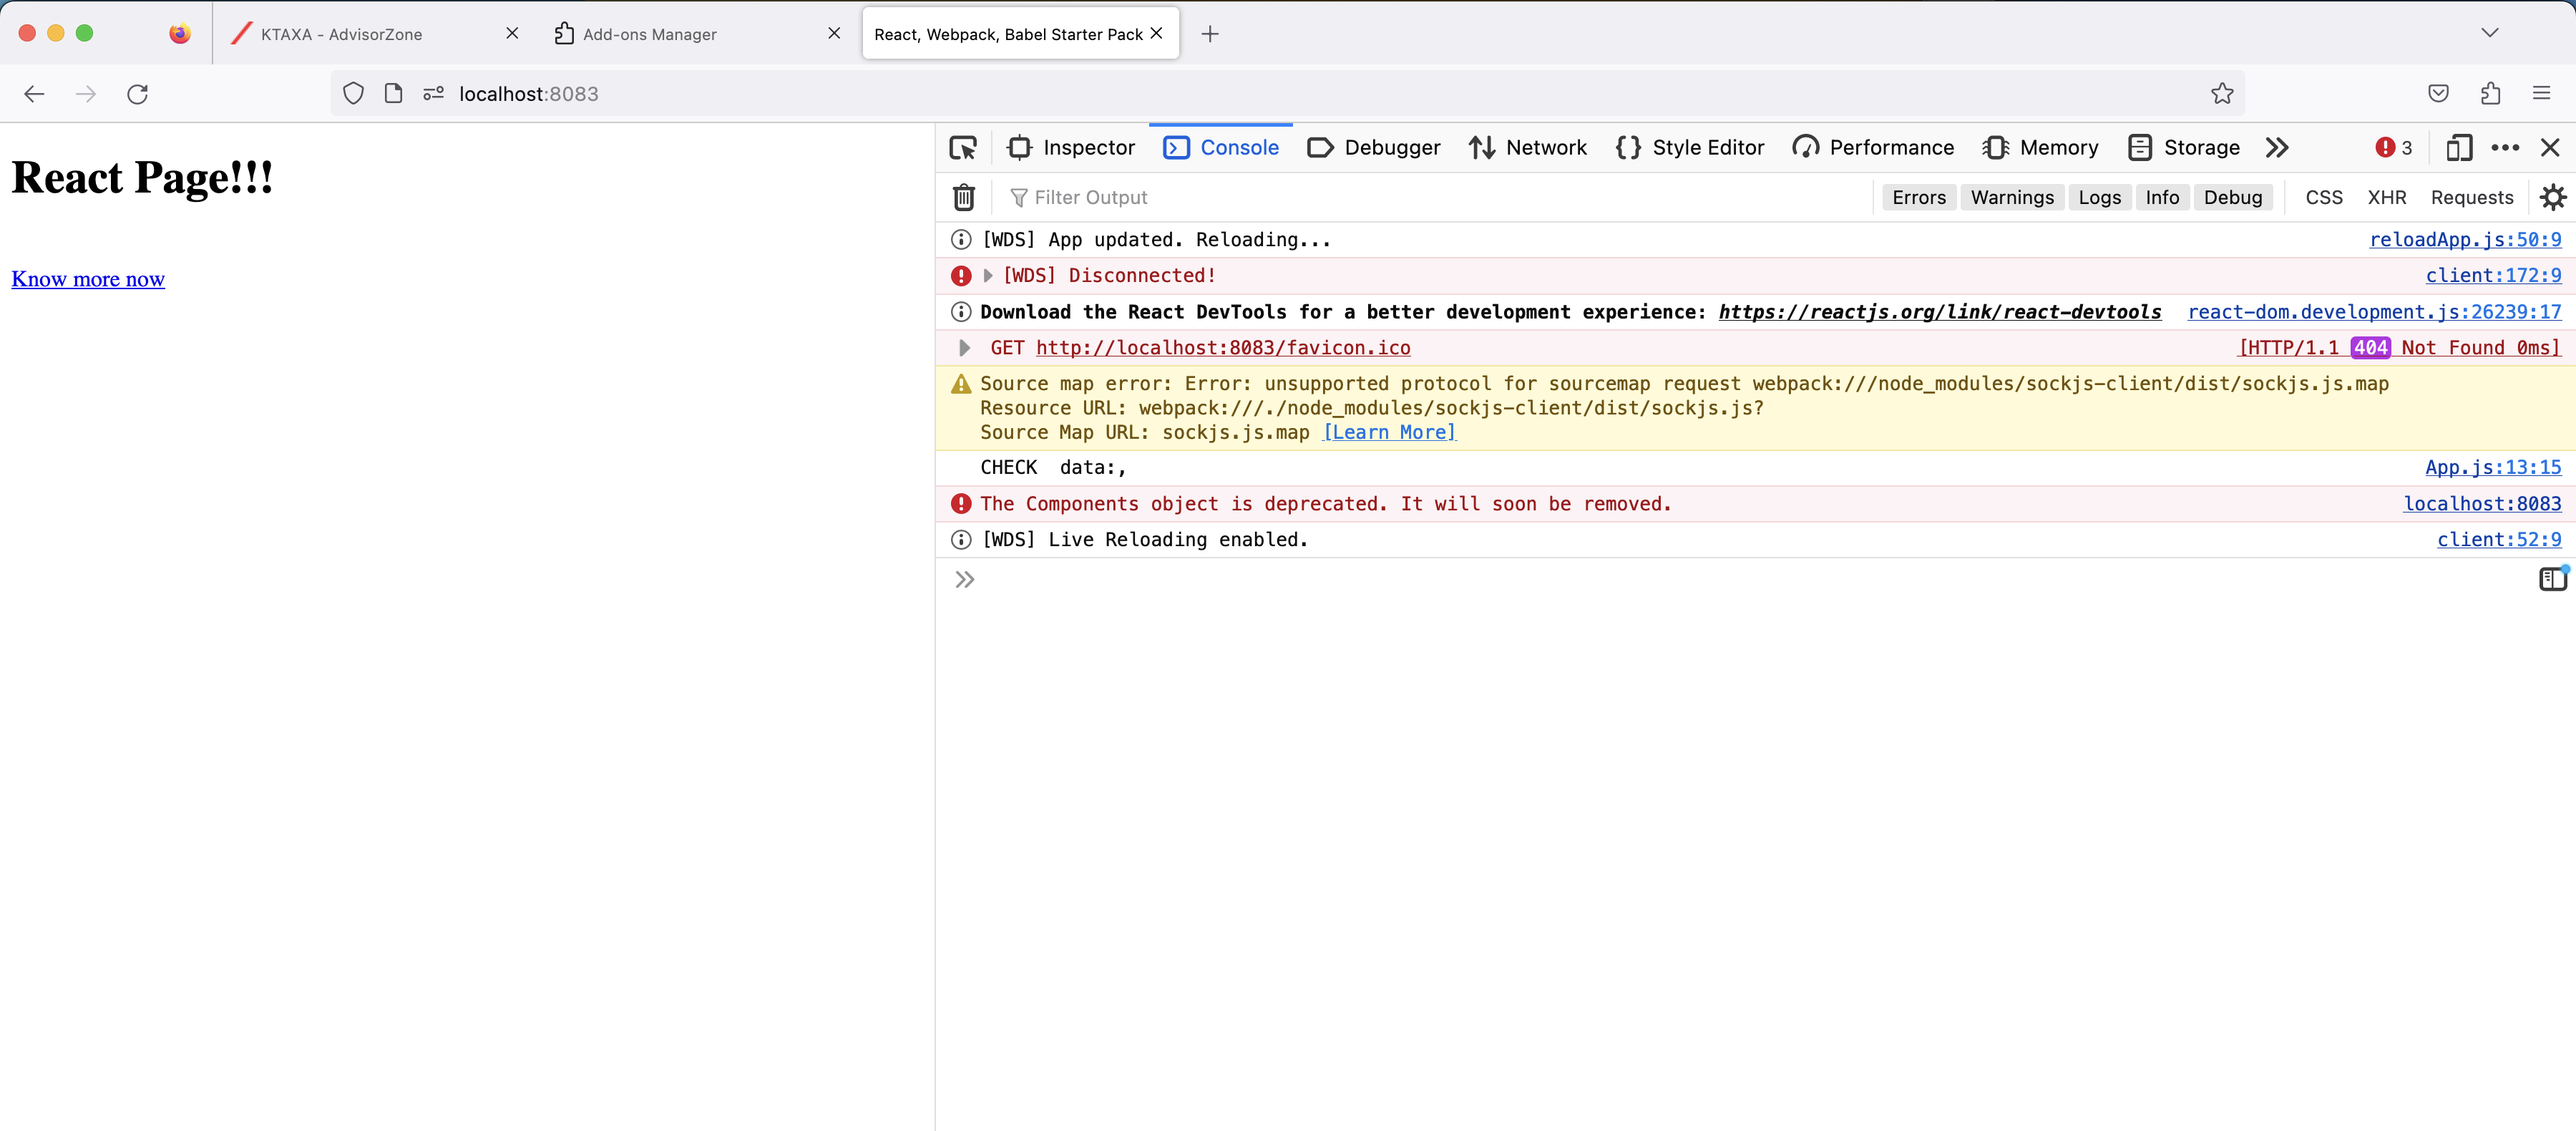 KTAXA - AdvisorZone
Add-ons Manager
React, Webpack, Babel Starter Pack
localhost:8083
React Page!!!
Know more now
Inspector Console Debugger Network Style Editor Performance Memory Storage 3
Filter Output Errors Warnings Logs Info Debug CSS XHR Requests
[WDS] App updated. Reloading... reloadApp.js:50:9
[WDS] Disconnected! client:172:9
Download the React DevTools for a better development experience: https://reactjs.org/link/react-devtools react-dom.development.js:26239:17
GET http://localhost:8083/favicon.ico [HTTP/1.1 404 Not Found 0ms]
Source map error: Error: unsupported protocol for sourcemap request webpack:///node_modules/sockjs-client/dist/sockjs.js.map
Resource URL: webpack:///./node_modules/sockjs-client/dist/sockjs.js?
Source Map URL: sockjs.js.map [Learn More]
CHECK data:, App.js:13:15
The Components object is deprecated. It will soon be removed. localhost:8083
[WDS] Live Reloading enabled. client:52:9